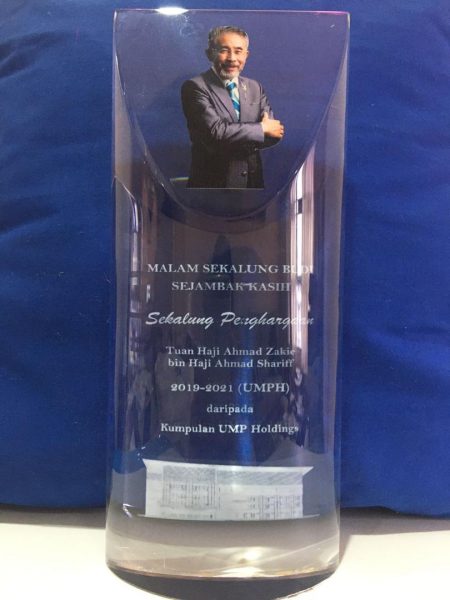 MALAM SEKALUNG BUDI
SEJAMBAK KASIH
Sekalung Penghargaan
Tuan Haji Ahmad Zakie
bin Haji Ahmad Shariff
2019-2021 (UMPH)
daripada
Kumpulan UMP Holdings